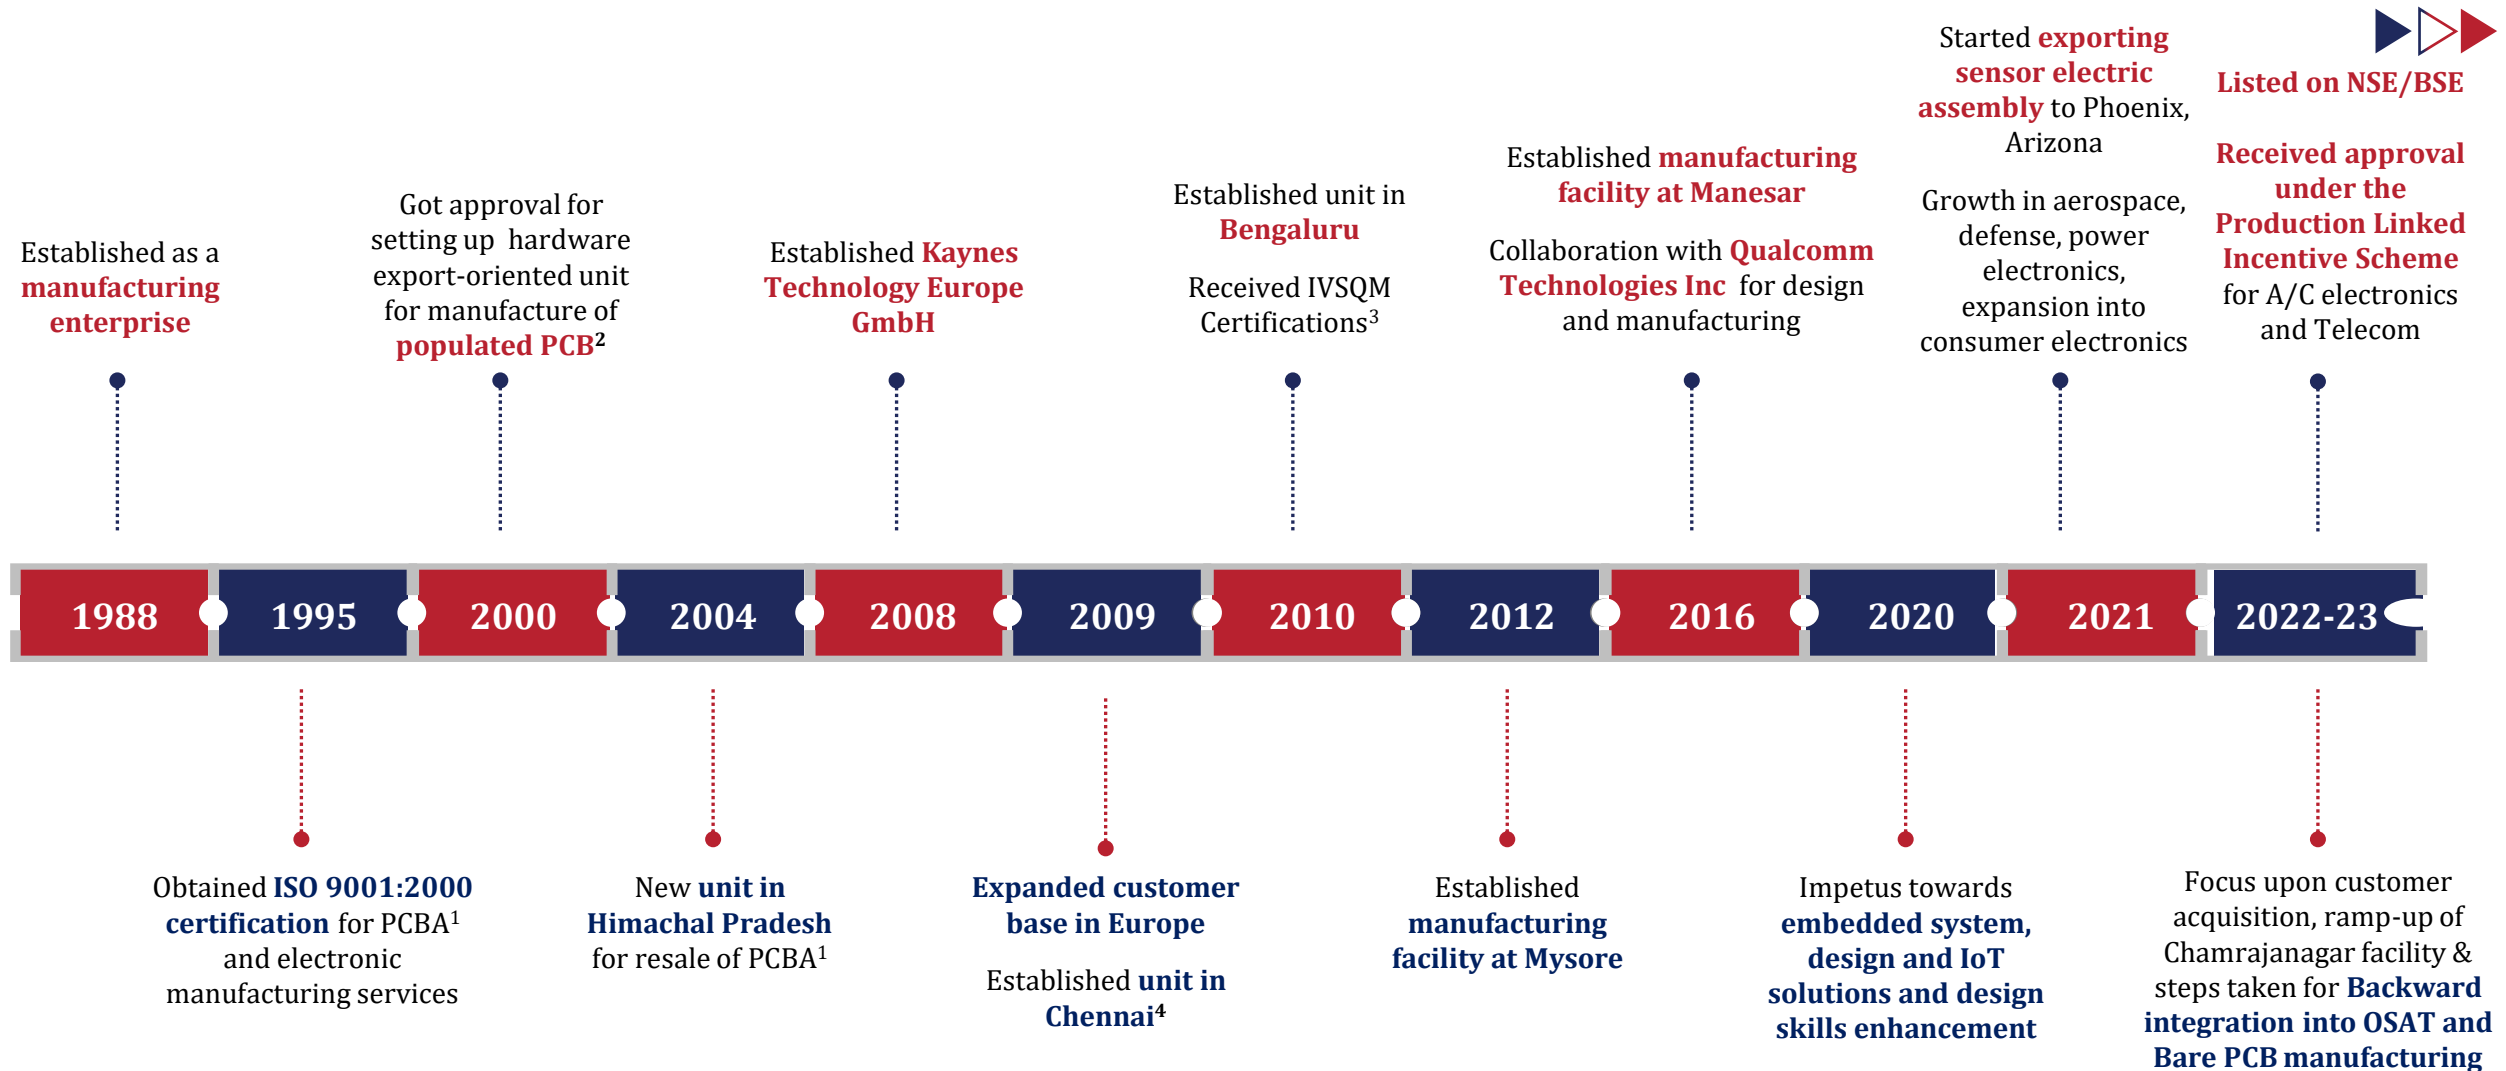 Established as a
manufacturing
enterprise
Got approval for
setting up hardware
export-oriented unit
for manufacture of
populated PCB²
Established Kaynes
Technology Europe
GmbH
Established unit in
Bengaluru
Received IVSQM
Certifications³
Established manufacturing
facility at Manesar
Collaboration with Qualcomm
Technologies Inc for design
and manufacturing
Started exporting
sensor electric
assembly to Phoenix,
Arizona
Growth in aerospace,
defense, power
electronics,
expansion into
consumer electronics
Listed on NSE/BSE
Received approval
under the
Production Linked
Incentive Scheme
for A/C electronics
and Telecom
1988
1995
2000
2004
2008
2009
2010
2012
2016
2020
2021
2022-23
Obtained ISO 9001:2000
certification for PCBA¹
and electronic
manufacturing services
New unit in
Himachal Pradesh
for resale of PCBA¹
Expanded customer
base in Europe
Established unit in
Chennai⁴
Established
manufacturing
facility at Mysore
Impetus towards
embedded system,
design and IoT
solutions and design
skills enhancement
Focus upon customer
acquisition, ramp-up of
Chamrajanagar facility &
steps taken for Backward
integration into OSAT and
Bare PCB manufacturing